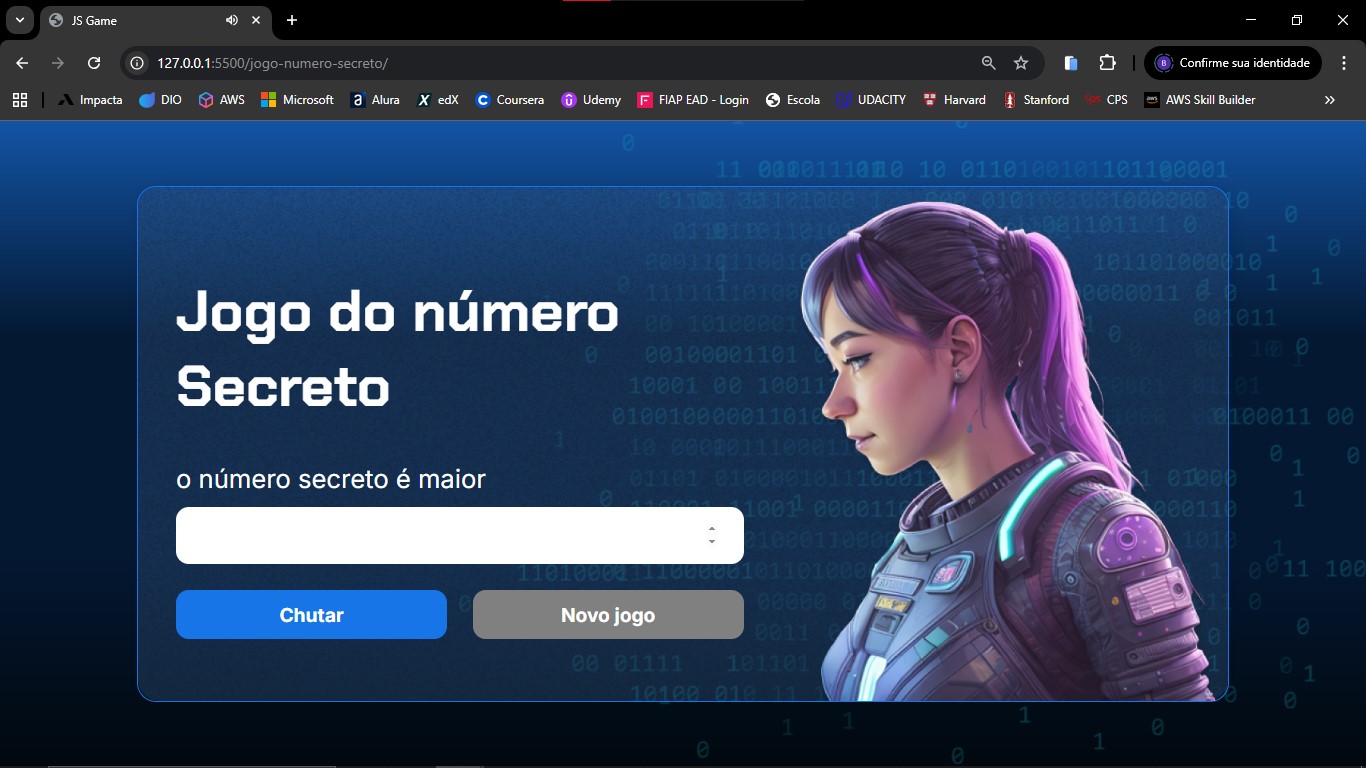 JS Game
127.0.0.1:5500/jogo-numero-secreto/
Confirme sua identidade
Impacta DIO AWS Microsoft Alura edX Coursera Udemy FIAP EAD - Login Escola UDACITY Harvard Stanford CPS AWS Skill Builder
Jogo do número
Secreto
o número secreto é maior
Chutar Novo jogo